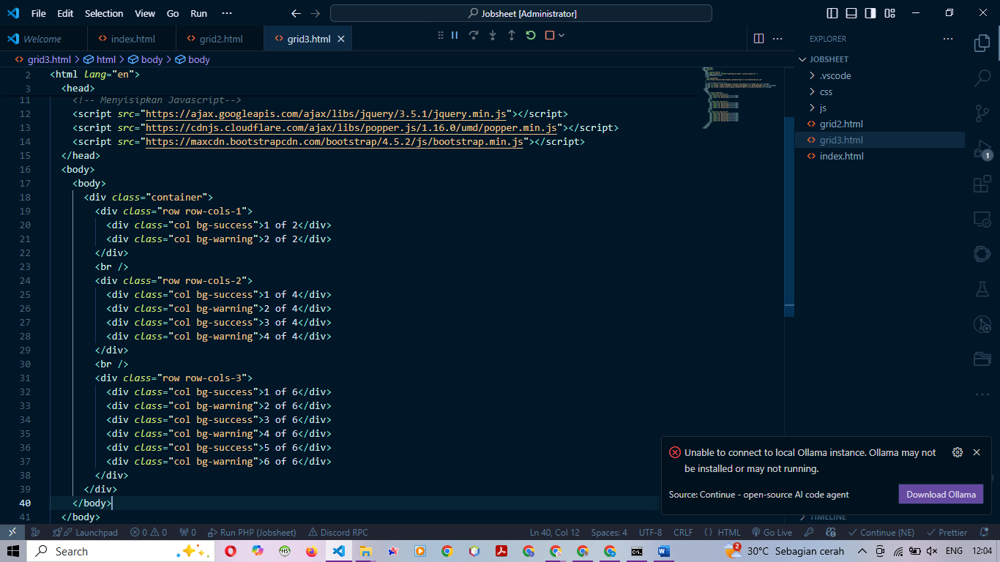 File Edit Selection View Go Run ··· Jobsheet [Administrator]
Welcome index.html grid2.html grid3.html
EXPLORER
grid3.html > html > body > body
JOBSHEET
.vscode
css
js
grid2.html
grid3.html
index.html
TIMELINE
1
2 <html lang="en">
3 <head>
11 <!-- Menyisipkan Javascript-->
12 <script src="https://ajax.googleapis.com/ajax/libs/jquery/3.5.1/jquery.min.js"></script>
13 <script src="https://cdnjs.cloudflare.com/ajax/libs/popper.js/1.16.0/umd/popper.min.js"></script>
14 <script src="https://maxcdn.bootstrapcdn.com/bootstrap/4.5.2/js/bootstrap.min.js"></script>
15 </head>
16 <body>
17 <body>
18 <div class="container">
19 <div class="row row-cols-1">
20 <div class="col bg-success">1 of 2</div>
21 <div class="col bg-warning">2 of 2</div>
22 </div>
23 <br />
24 <div class="row row-cols-2">
25 <div class="col bg-success">1 of 4</div>
26 <div class="col bg-warning">2 of 4</div>
27 <div class="col bg-success">3 of 4</div>
28 <div class="col bg-warning">4 of 4</div>
29 </div>
30 <br />
31 <div class="row row-cols-3">
32 <div class="col bg-success">1 of 6</div>
33 <div class="col bg-warning">2 of 6</div>
34 <div class="col bg-success">3 of 6</div>
35 <div class="col bg-warning">4 of 6</div>
36 <div class="col bg-success">5 of 6</div>
37 <div class="col bg-warning">6 of 6</div>
38 </div>
39 </div>
40 </body>
41 </body>
Unable to connect to local Ollama instance. Ollama may not
be installed or may not running.
Source: Continue - open-source AI code agent Download Ollama
Launchpad 0 0 0 Run PHP (Jobsheet) Discord RPC Ln 40, Col 12 Spaces: 4 UTF-8 CRLF {} HTML Go Live Continue (NE) Prettier
Search 2 30°C Sebagian cerah ENG 12:04